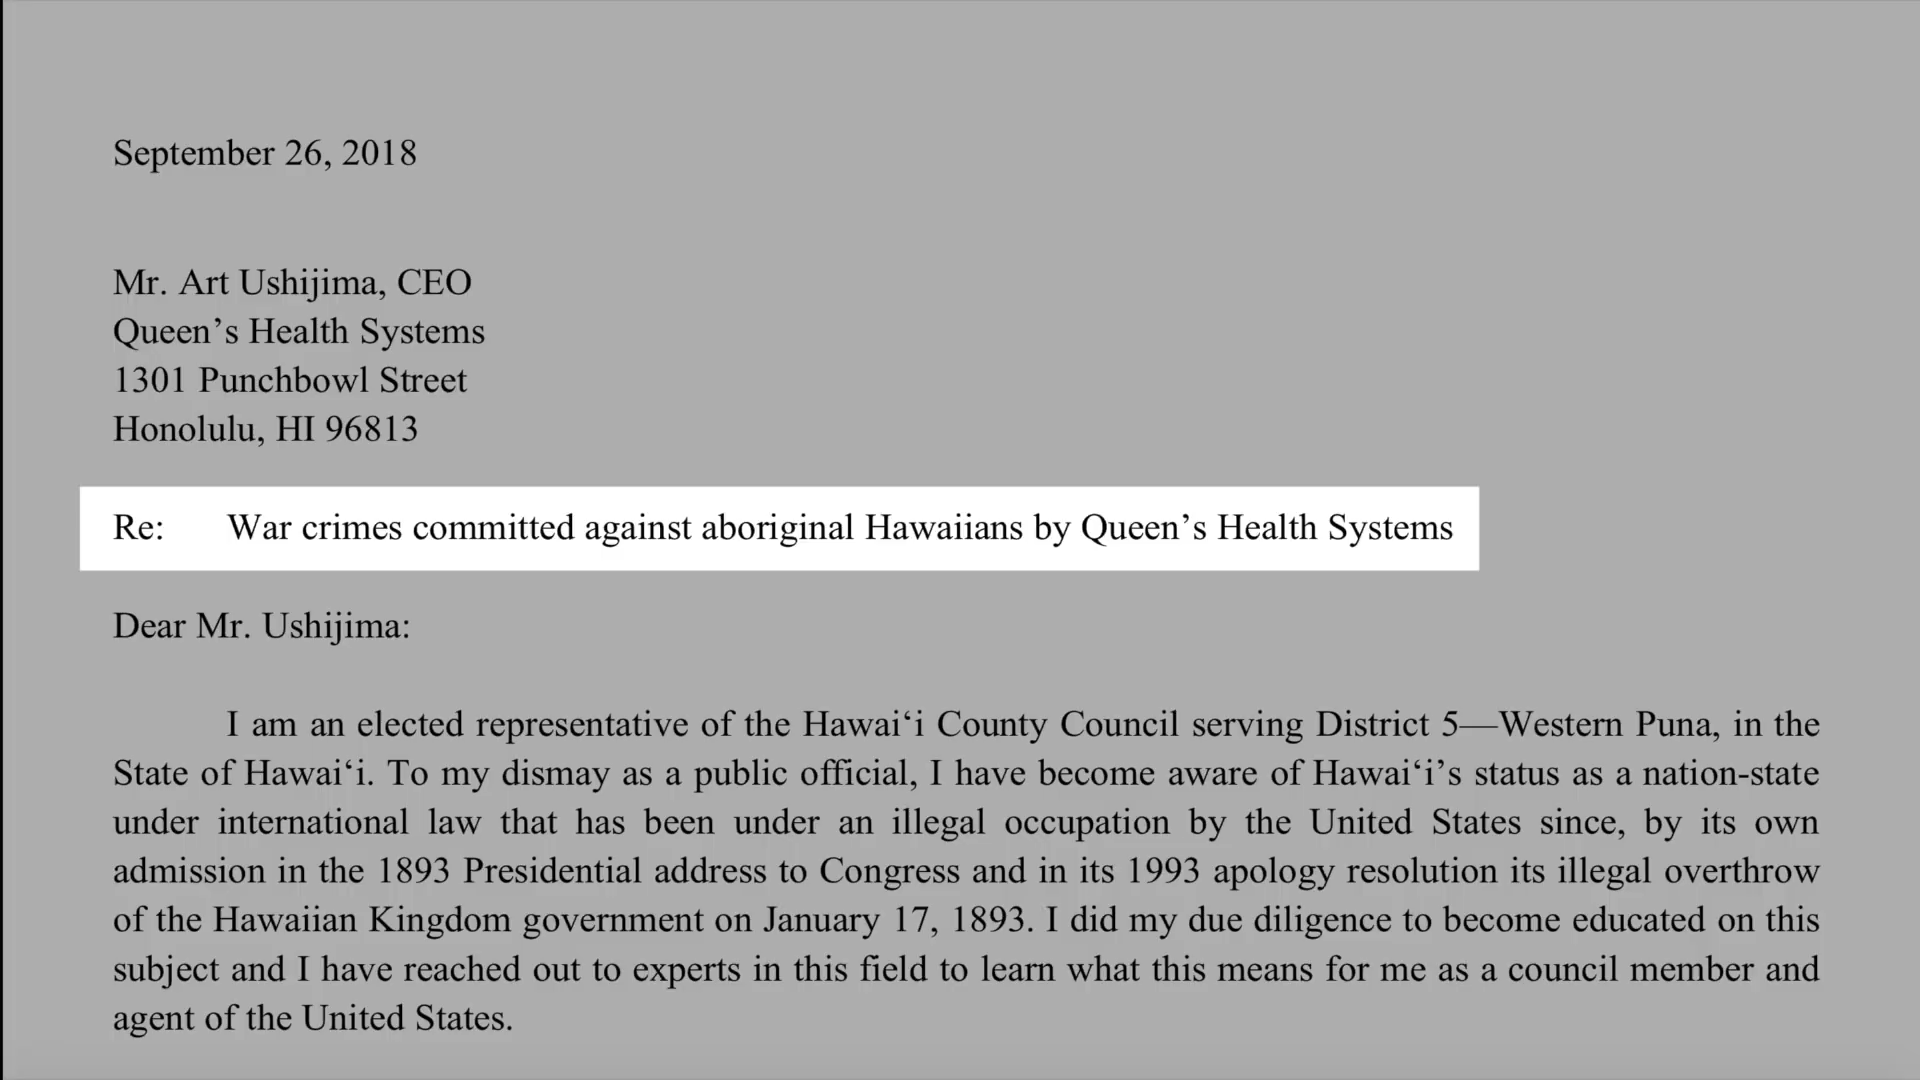 September 26, 2018
Mr. Art Ushijima, CEO
Queen’s Health Systems
1301 Punchbowl Street
Honolulu, HI 96813
Re: War crimes committed against aboriginal Hawaiians by Queen’s Health Systems
Dear Mr. Ushijima:
I am an elected representative of the Hawai‘i County Council serving District 5—Western Puna, in the
State of Hawai‘i. To my dismay as a public official, I have become aware of Hawai‘i’s status as a nation-state
under international law that has been under an illegal occupation by the United States since, by its own
admission in the 1893 Presidential address to Congress and in its 1993 apology resolution its illegal overthrow
of the Hawaiian Kingdom government on January 17, 1893. I did my due diligence to become educated on this
subject and I have reached out to experts in this field to learn what this means for me as a council member and
agent of the United States.